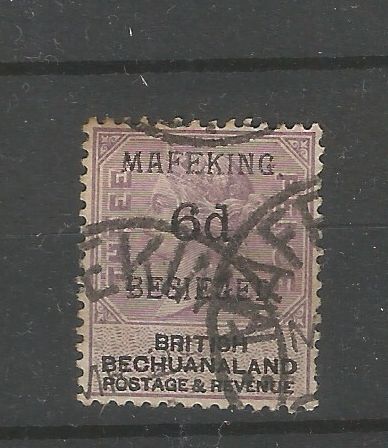 MAFEKING,
6d.
BESIEGED.
BRITISH
BECHUANALAND
POSTAGE & REVENUE